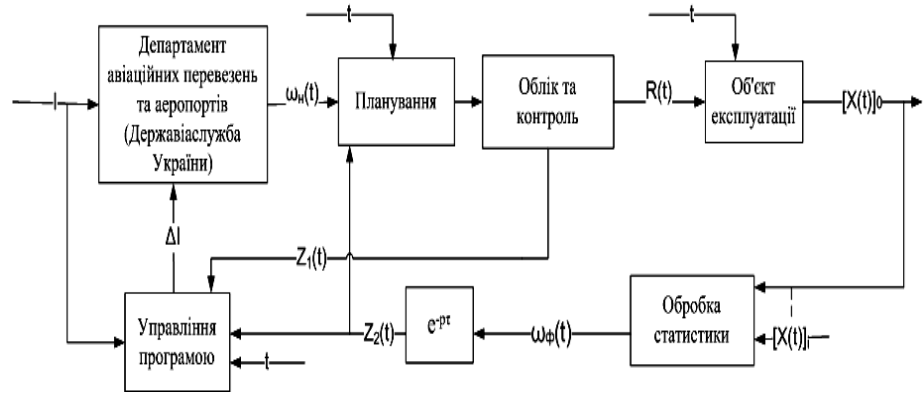 t
t
Департамент
авіаційних перевезень
та аеропортів
(Державіаслужба
України)
I
ωн(t)
Планування
Облік та
контроль
R(t)
Об'єкт
експлуатації
[X(t)]0
ΔI
Z1(t)
Управління
програмою
Z2(t)
e-pτ
ωф(t)
Обробка
статистики
[X(t)]i
t